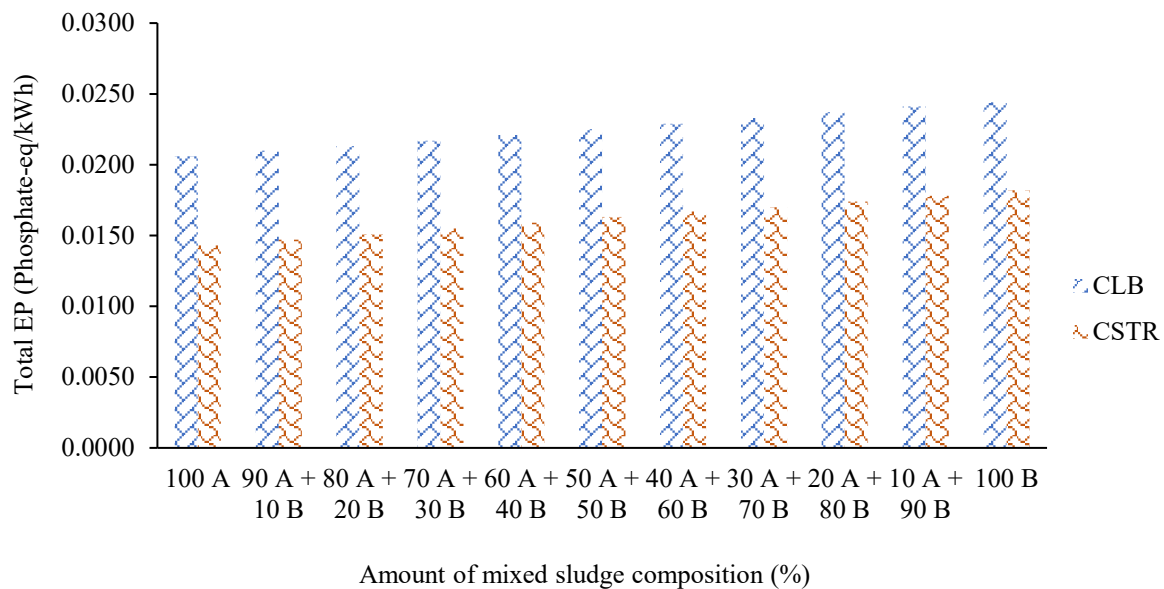 0.0300
0.0250
0.0200
0.0150
0.0100
0.0050
0.0000
Total EP (Phosphate-eq/kWh)
CLB
CSTR
100 A
90 A +
10 B
80 A +
20 B
70 A +
30 B
60 A +
40 B
50 A +
50 B
40 A +
60 B
30 A +
70 B
20 A +
80 B
10 A +
90 B
100 B
Amount of mixed sludge composition (%)